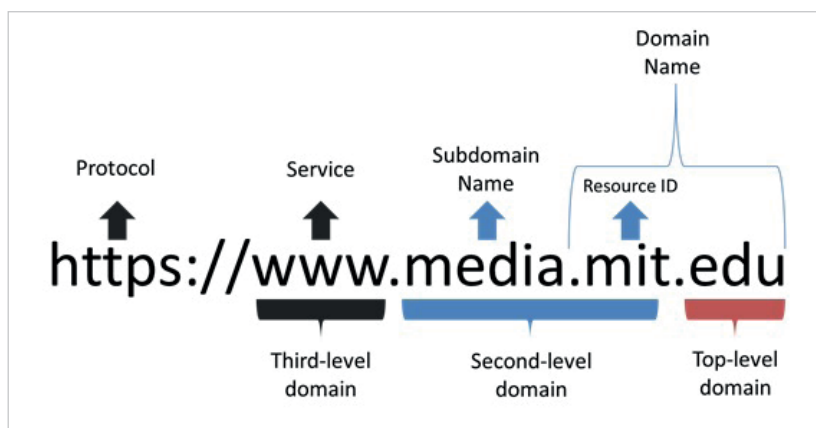 Domain
Name
Protocol
Service
Subdomain
Name
Resource ID
https://www.media.mit.edu
Third-level
domain
Second-level
domain
Top-level
domain